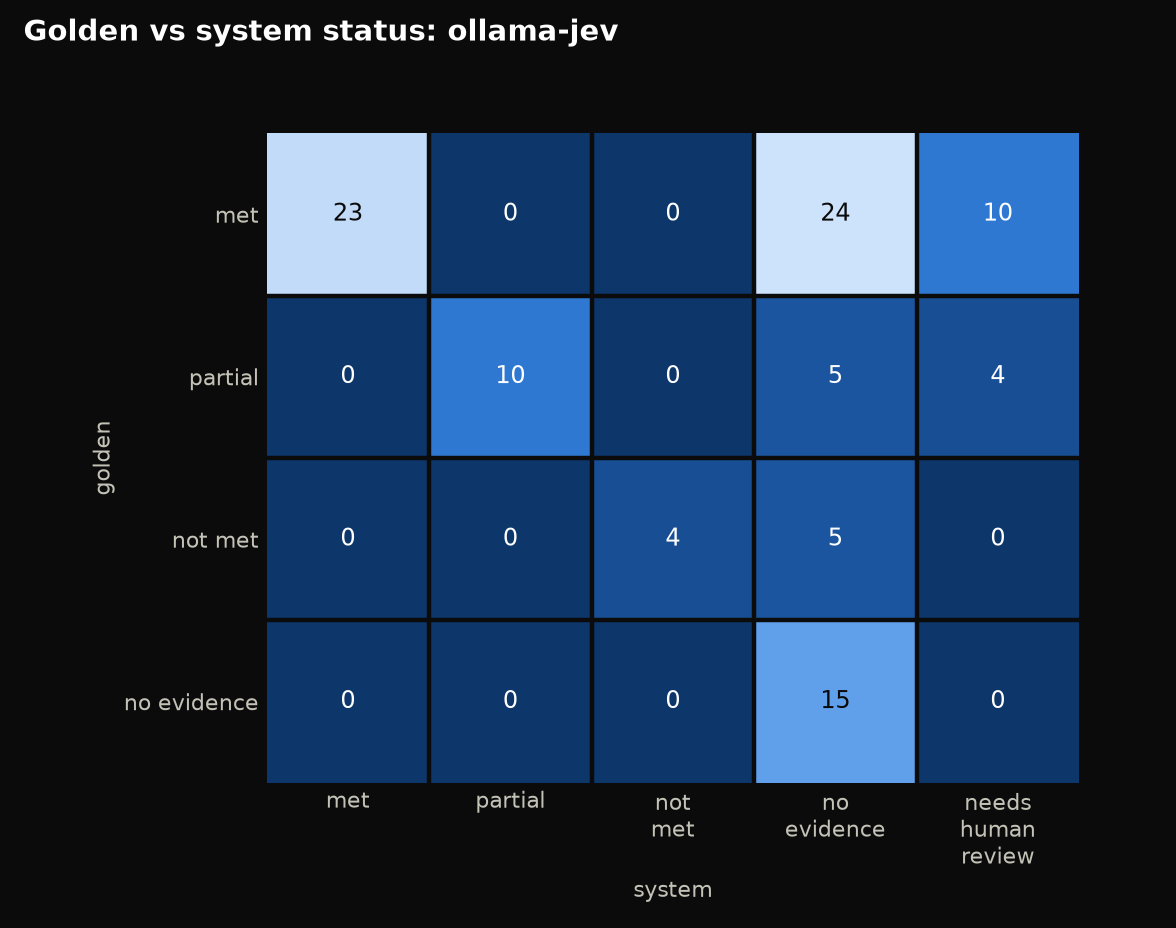 Golden vs system status: ollama-jev
met 23 0 0 24 10
partial 0 10 0 5 4
golden
not met 0 0 4 5 0
no evidence 0 0 0 15 0
met partial not no needs
met evidence human
review
system